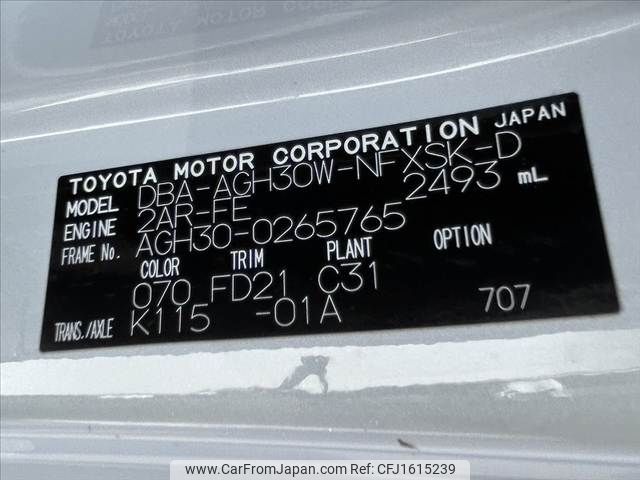 TOYOTA MOTOR CORPORATION JAPAN
MODEL DBA-AGH30W-NFXSK-D
ENGINE 2AR-FE 2493 mL
FRAME No. AGH30-0265765
COLOR TRIM PLANT OPTION
070 FD21 C31
TRANS./AXLE K115 -01A 707
www.CarFromJapan.com | REF No. CFJ1615239